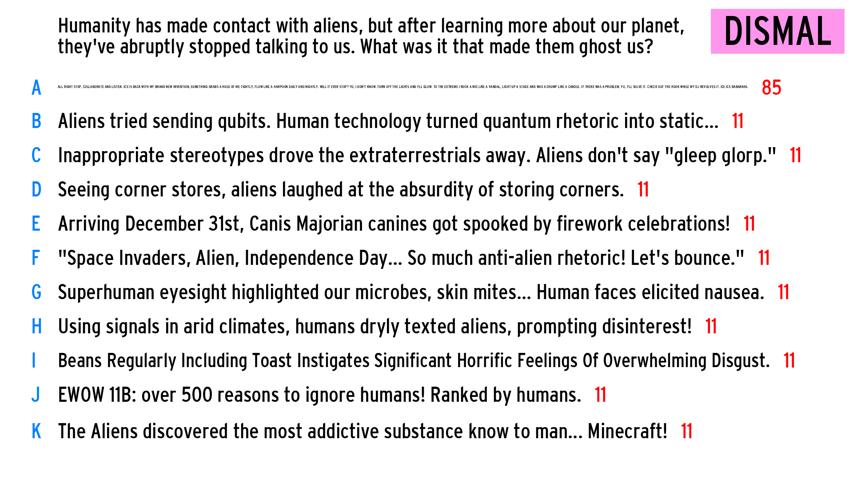 Humanity has made contact with aliens, but after learning more about our planet,
they've abruptly stopped talking to us. What was it that made them ghost us?
DISMAL
A 85
B Aliens tried sending qubits. Human technology turned quantum rhetoric into static... 11
C Inappropriate stereotypes drove the extraterrestrials away. Aliens don't say "gleep glorp." 11
D Seeing corner stores, aliens laughed at the absurdity of storing corners. 11
E Arriving December 31st, Canis Majorian canines got spooked by firework celebrations! 11
F "Space Invaders, Alien, Independence Day... So much anti-alien rhetoric! Let's bounce." 11
G Superhuman eyesight highlighted our microbes, skin mites... Human faces elicited nausea. 11
H Using signals in arid climates, humans dryly texted aliens, prompting disinterest! 11
I Beans Regularly Including Toast Instigates Significant Horrific Feelings Of Overwhelming Disgust. 11
J EWOW 11B: over 500 reasons to ignore humans! Ranked by humans. 11
K The Aliens discovered the most addictive substance know to man... Minecraft! 11